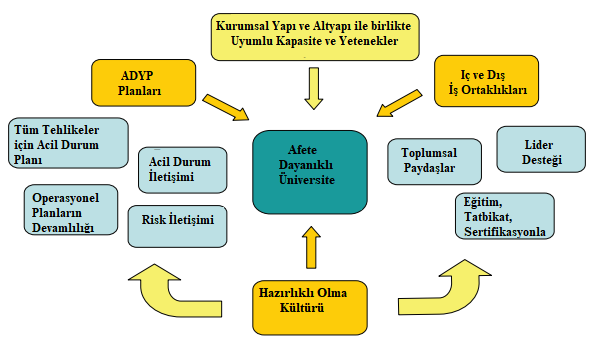 Kurumsal Yapı ve Altyapı ile birlikte
Uyumlu Kapasite ve Yetenekler
ADYP
Planları
İç ve Dış
İş Ortaklıkları
Tüm Tehlikeler
için Acil Durum
Planı
Acil Durum
İletişimi
Afete
Dayanıklı
Üniversite
Toplumsal
Paydaşlar
Lider
Desteği
Operasyonel
Planların
Devamlılığı
Risk İletişimi
Eğitim,
Tatbikat,
Sertifikasyonla
Hazırlıklı Olma
Kültürü